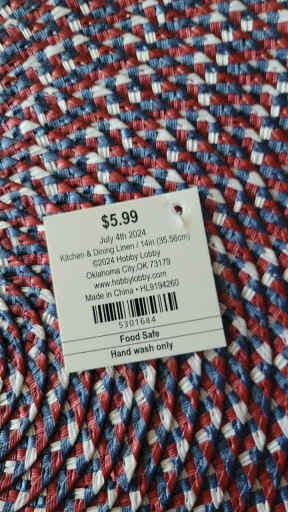 $5.99
July 4th 2024
Kitchen & Dining Linen / 14in (35.56cm)
©2024 Hobby Lobby
Oklahoma City,OK 73179
www.hobbylobby.com
Made in China • HL9194260
5301684
Food Safe
Hand wash only